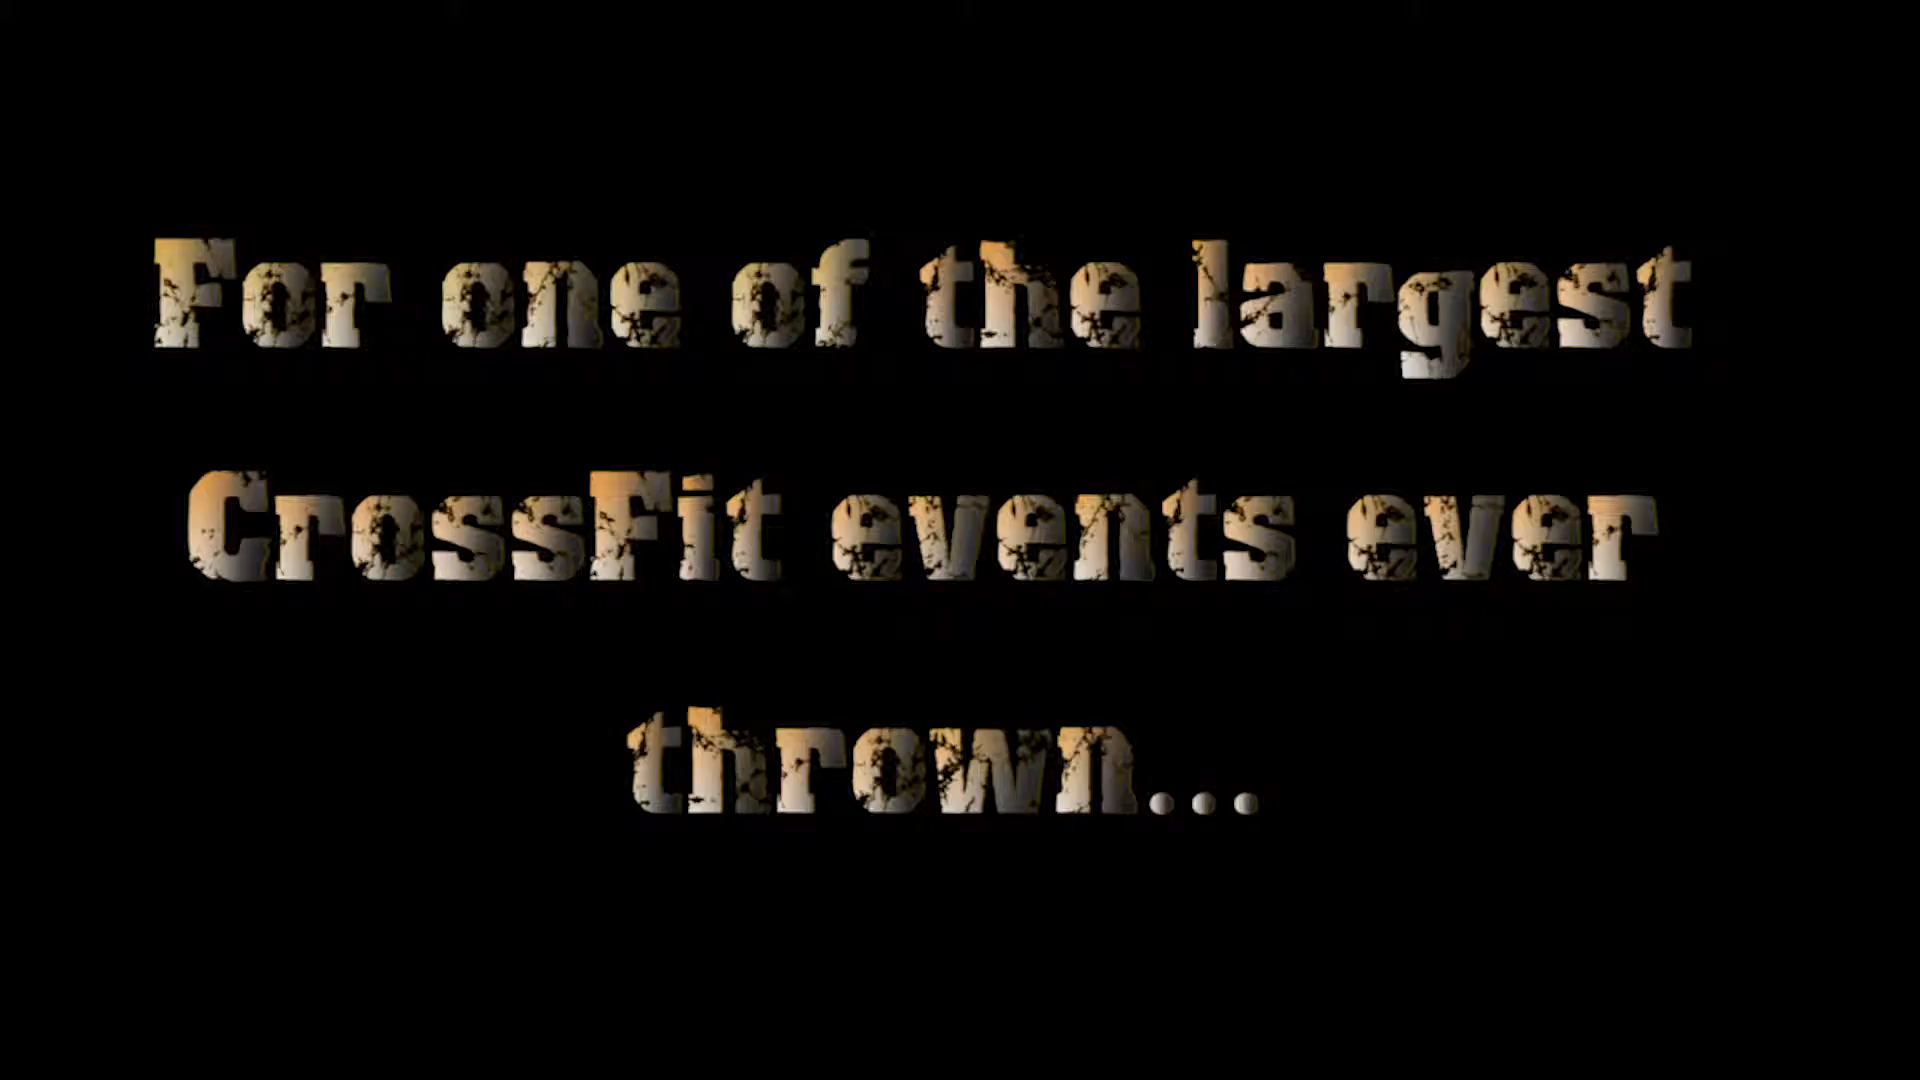 For one of the largest
CrossFit events ever
thrown...